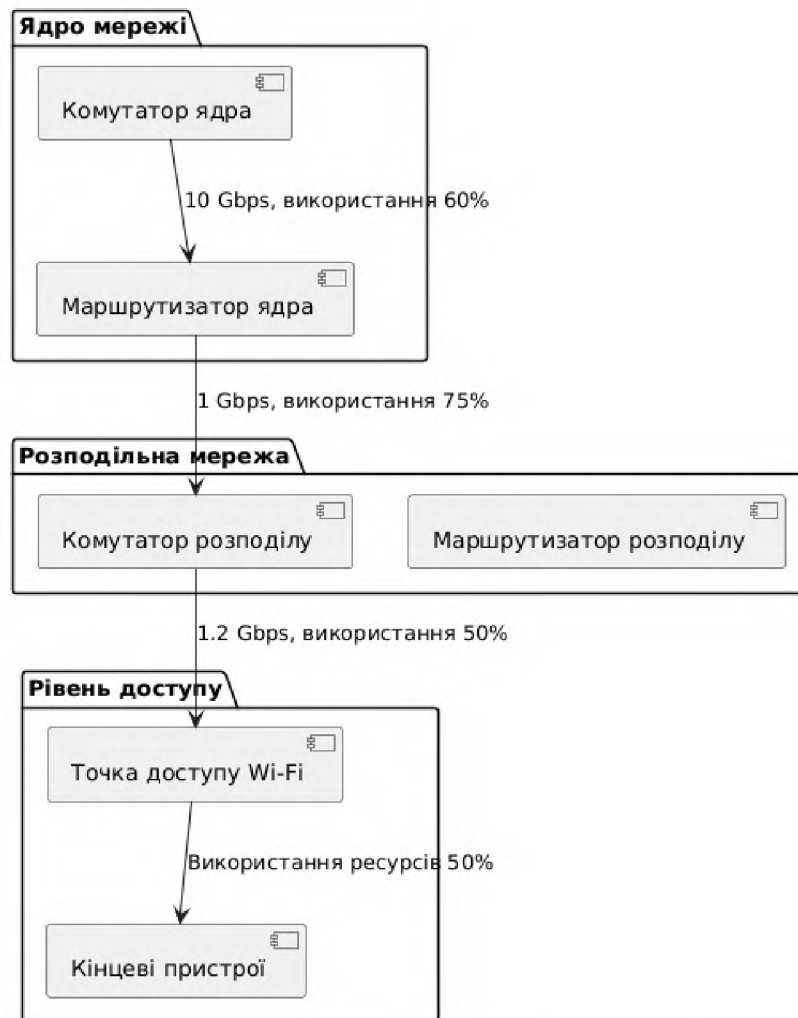 Ядро мережі
Комутатор ядра
10 Gbps, використання 60%
Маршрутизатор ядра
1 Gbps, використання 75%
Розподільна мережа
Комутатор розподілу
Маршрутизатор розподілу
1.2 Gbps, використання 50%
Рівень доступу
Точка доступу Wi-Fi
Використання ресурсів 50%
Кінцеві пристрої